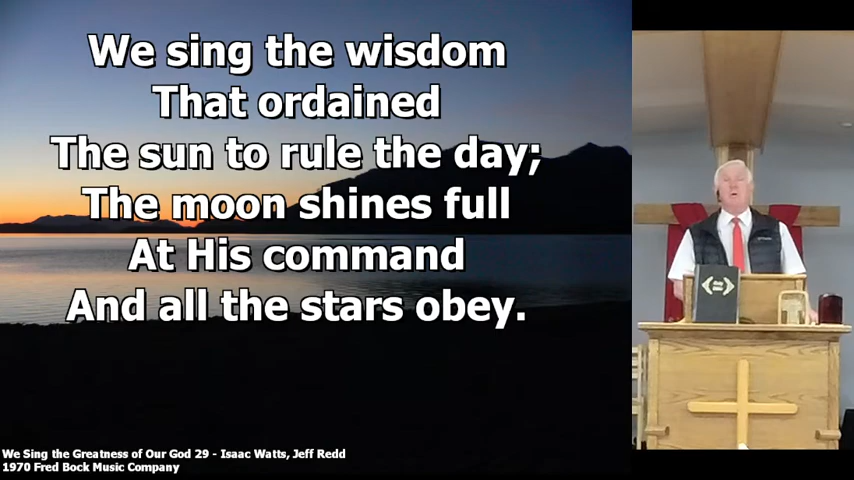 We sing the wisdom
That ordained
The sun to rule the day;
The moon shines full
At His command
And all the stars obey.
We Sing the Greatness of Our God 29 - Isaac Watts, Jeff Redd
1970 Fred Bock Music Company